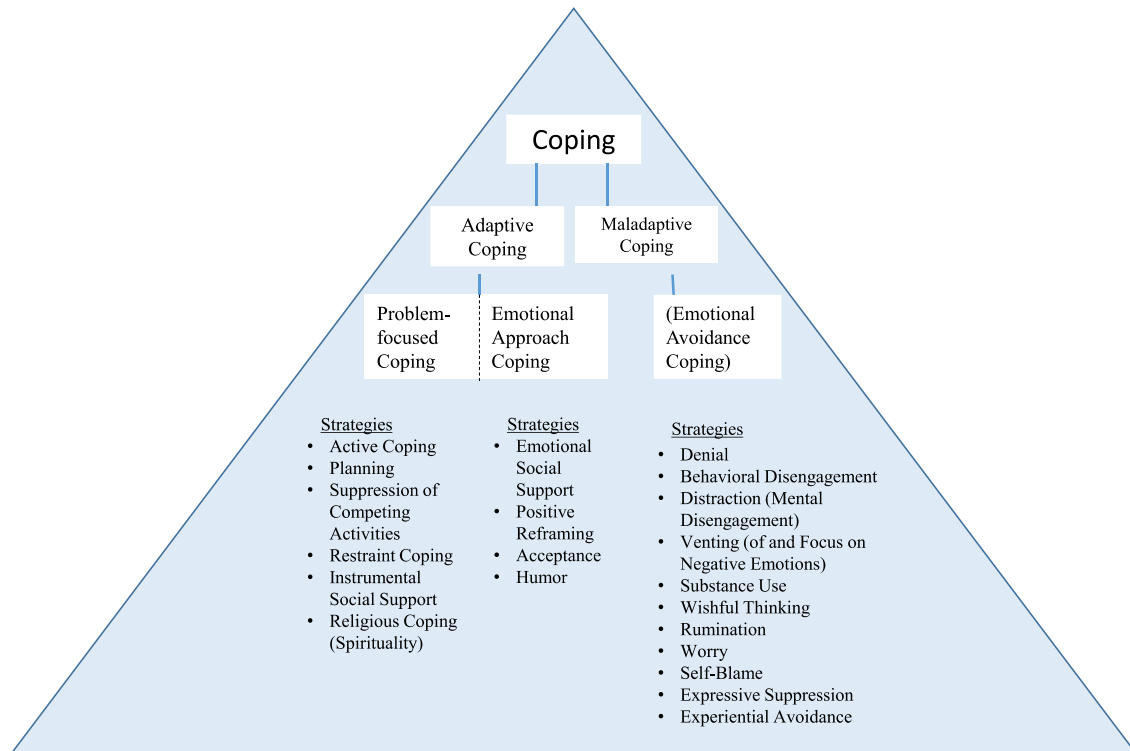 Coping
Adaptive
Coping
Maladaptive
Coping
Problem-
focused
Coping
Emotional
Approach
Coping
(Emotional
Avoidance
Coping)
Strategies
• Active Coping
• Planning
• Suppression of
Competing
Activities
• Restraint Coping
• Instrumental
Social Support
• Religious Coping
(Spirituality)
Strategies
• Emotional
Social
Support
• Positive
Reframing
• Acceptance
• Humor
Strategies
• Denial
• Behavioral Disengagement
• Distraction (Mental
Disengagement)
• Venting (of and Focus on
Negative Emotions)
• Substance Use
• Wishful Thinking
• Rumination
• Worry
• Self-Blame
• Expressive Suppression
• Experiential Avoidance